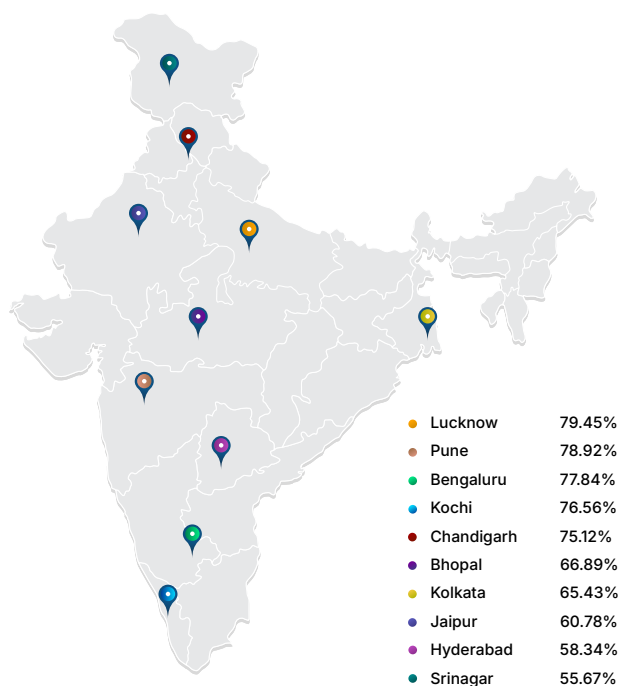 Lucknow 79.45%
Pune 78.92%
Bengaluru 77.84%
Kochi 76.56%
Chandigarh 75.12%
Bhopal 66.89%
Kolkata 65.43%
Jaipur 60.78%
Hyderabad 58.34%
Srinagar 55.67%